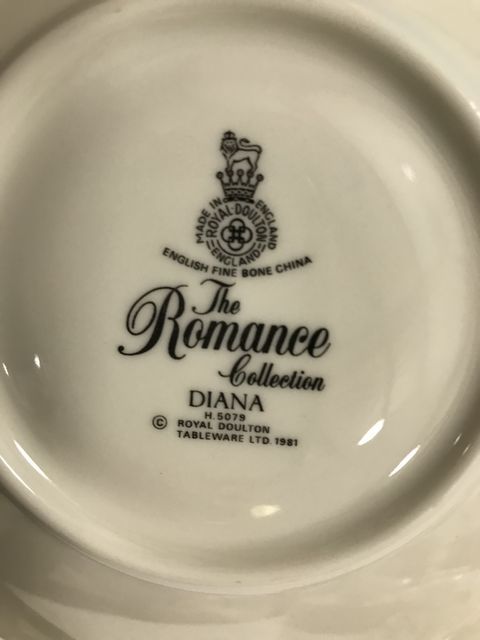 MADE IN ENGLAND
ROYAL DOULTON
ENGLAND
ENGLISH FINE BONE CHINA
The
Romance
Collection
DIANA
H.5079
© ROYAL DOULTON
TABLEWARE LTD. 1981